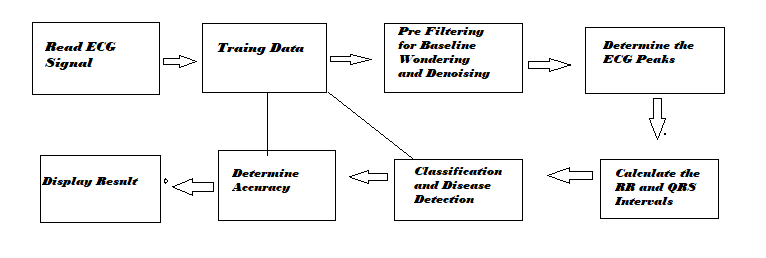 Read ECG
Signal
Traing Data
Pre Filtering
for Baseline
Wondering
and Denoising
Determine the
ECG Peaks
Display Result
Determine
Accuracy
Classification
and Disease
Detection
Calculate the
RR and QRS
Intervals